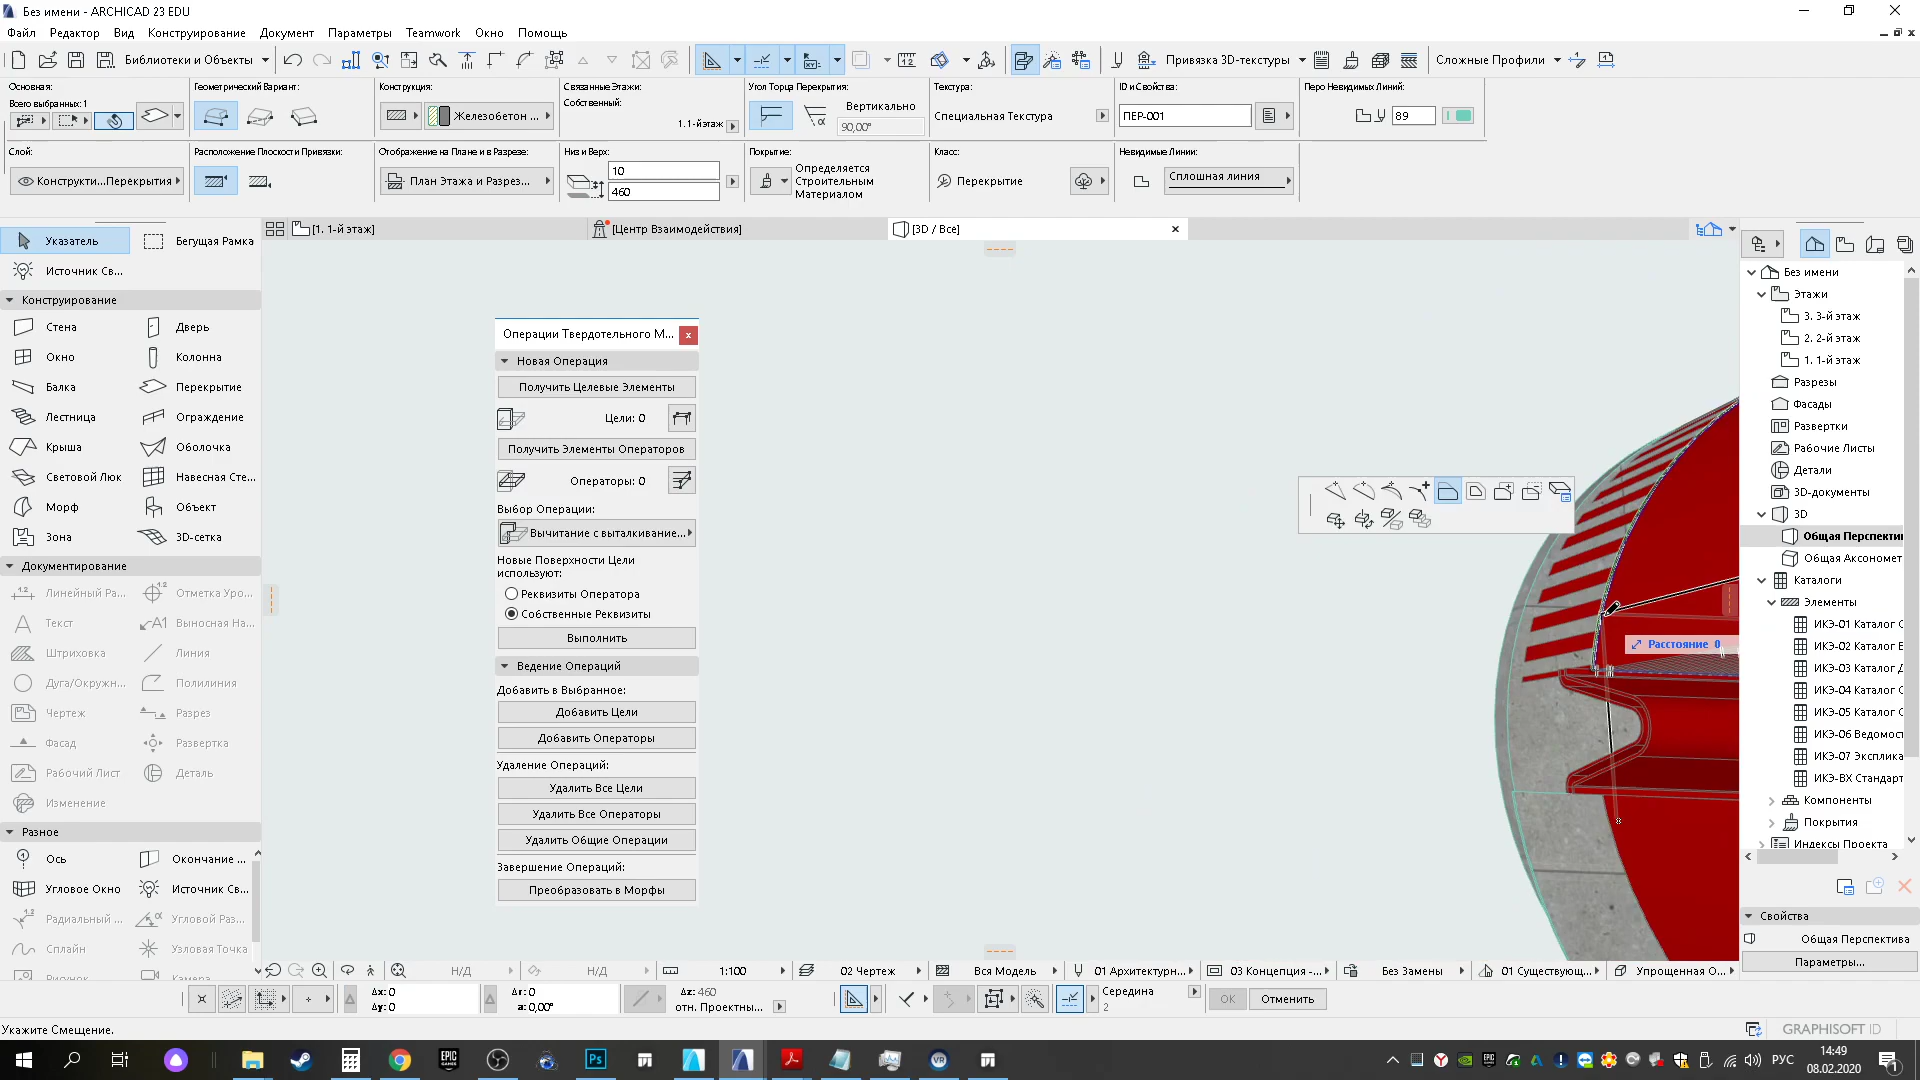 Без имени - ARCHICAD 23 EDU
Файл Редактор Вид Конструирование Документ Параметры Teamwork Окно Помощь
Библиотеки и Объекты
Привязка 3D-текстуры
Сложные Профили
Основная:
Всего выбранных: 1
Геометрический Вариант:
Конструкция:
Железобетон ...
Связанные Этажи:
Собственный:
1.1-й этаж
Угол Торца Перекрытия:
Вертикально
90,00°
Текстура:
Специальная Текстура
ID и Свойства:
ПЕР-001
Перо Невидимых Линий:
89
Слой:
Конструкти...Перекрытия
Расположение Плоскости Привязки:
Отображение на Плане и в Разрезе:
План Этажа и Разрез...
Низ и Верх:
10
460
Покрытие:
Определяется
Строительным
Материалом
Класс:
Перекрытие
Невидимые Линии:
Сплошная линия
[1. 1-й этаж]
[Центр Взаимодействия]
[3D / Все]
Указатель
Бегущая Рамка
Источник Св...
Конструирование
Стена
Дверь
Окно
Колонна
Балка
Перекрытие
Лестница
Ограждение
Крыша
Оболочка
Световой Люк
Навесная Сте...
Морф
Объект
Зона
3D-сетка
Документирование
Линейный Ра...
Отметка Уро...
Текст
Выносная На...
Штриховка
Линия
Дуга/Окружн...
Полилиния
Чертеж
Разрез
Фасад
Развертка
Рабочий Лист
Деталь
Изменение
Разное
Ось
Окончание ...
Угловое Окно
Источник Св...
Радиальный ...
Угловой Раз...
Сплайн
Узловая Точка
Рисунок
Камера
Операции Твердотельного М...
Новая Операция
Получить Целевые Элементы
Цели: 0
Получить Элементы Операторов
Операторы: 0
Выбор Операции:
Вычитание с выталкивание...
Новые Поверхности Цели
используют:
Реквизиты Оператора
Собственные Реквизиты
Выполнить
Ведение Операций
Добавить в Выбранное:
Добавить Цели
Добавить Операторы
Удаление Операций:
Удалить Все Цели
Удалить Все Операторы
Удалить Общие Операции
Завершение Операций:
Преобразовать в Морфы
Расстояние 0
Без имени
Этажи
3. 3-й этаж
2. 2-й этаж
1. 1-й этаж
Разрезы
Фасады
Развертки
Рабочие Листы
Детали
3D-документы
3D
Общая Перспекти
Общая Аксономет
Каталоги
Элементы
ИКЭ-01 Каталог С
ИКЭ-02 Каталог Е
ИКЭ-03 Каталог Д
ИКЭ-04 Каталог С
ИКЭ-05 Каталог С
ИКЭ-06 Ведомост
ИКЭ-07 Эксплика
ИКЭ-ВХ Стандарт
Компоненты
Покрытия
Индексы Проекта
Свойства
Общая Перспектива
Параметры...
Н/Д
Н/Д
1:100
02 Чертеж
Вся Модель
01 Архитектурн...
03 Концепция -...
Без Замены
01 Существующ...
Упрощенная О...
Δx: 0
Δy: 0
Δr: 0
a: 0,00°
Δz: 460
отн. Проектны...
Середина
2
ОК
Отменить
Укажите Смещение.
GRAPHISOFT ID
РУС
14:49
08.02.2020